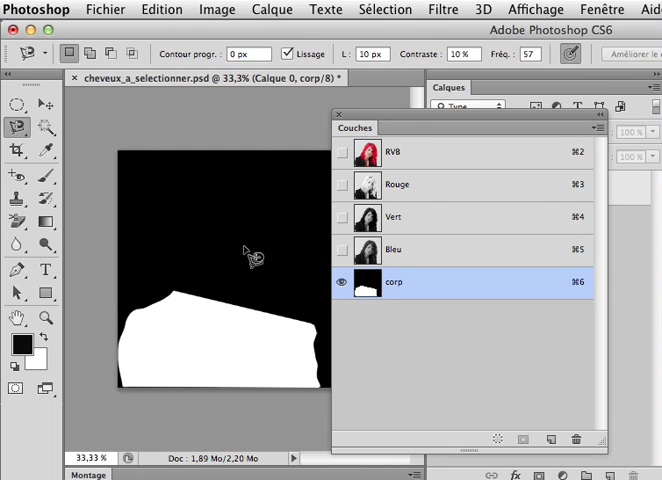 Photoshop Fichier Edition Image Calque Texte Sélection Filtre 3D Affichage Fenêtre Aide
Adobe Photoshop CS6
Contour progr. : 0 px Lissage L : 10 px Contraste : 10 % Fréq. : 57 Améliorer le
× cheveux_a_selectionner.psd @ 33,3% (Calque 0, corp/8) *
Calques
Type
Couches
100 %
100 %
RVB ⌘2
Rouge ⌘3
Vert ⌘4
Bleu ⌘5
corp ⌘6
33,33 % Doc : 1,89 Mo/2,20 Mo
Montage
fx